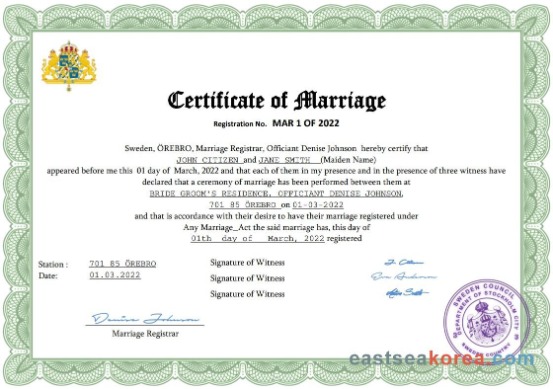 Certificate of Marriage
Registration No. MAR 1 OF 2022
Sweden, ÖREBRO, Marriage Registrar, Officiant Denise Johnson hereby certify that
JOHN CITIZEN and JANE SMITH (Maiden Name)
appeared before me this 01 day of March, 2022 and that each of them in my presence and in the presence of three witness have
declared that a ceremony of marriage has been performed between them at
BRIDE GROOM'S RESIDENCE, OFFICIANT DENISE JOHNSON,
701 85 ÖREBRO on 01-03-2022
and that is accordance with their desire to have their marriage registered under
Any Marriage_Act the said marriage has, this day of
01th day of March, 2022 registered
Station : 701 85 ÖREBRO
Date: 01.03.2022
Signature of Witness
Signature of Witness
Signature of Witness
Denise Johnson
Marriage Registrar
SWEDEN COUNCIL
DEPARTMENT OF STOCKHOLM CITY
SWEDEN COUNCIL
eastseakorea.com